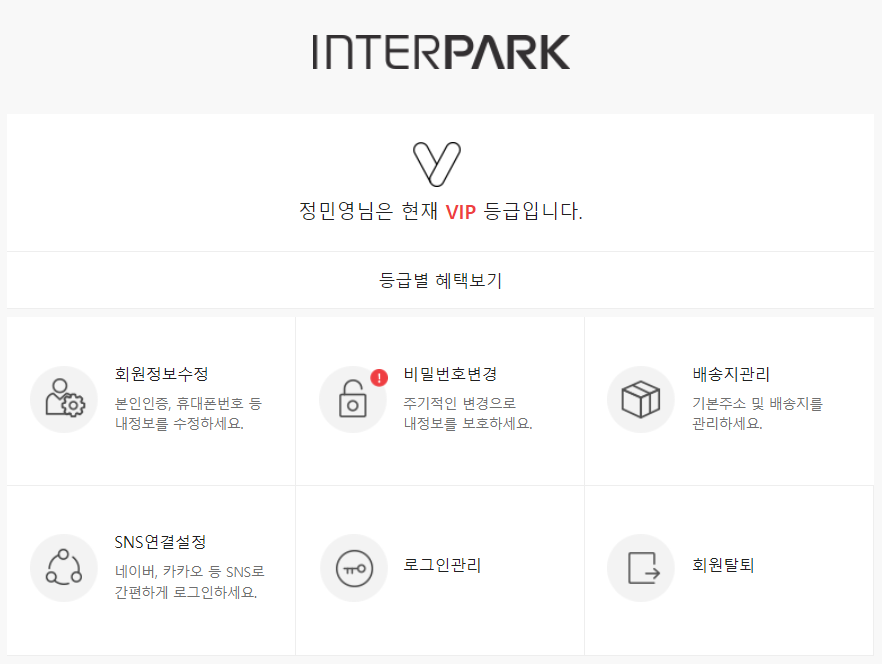 INTERPARK
정민영님은 현재 VIP 등급입니다.
등급별 혜택보기
회원정보수정
본인인증, 휴대폰번호 등
내정보를 수정하세요.
비밀번호변경
주기적인 변경으로
내정보를 보호하세요.
배송지관리
기본주소 및 배송지를
관리하세요.
SNS연결설정
네이버, 카카오 등 SNS로
간편하게 로그인하세요.
로그인관리
회원탈퇴